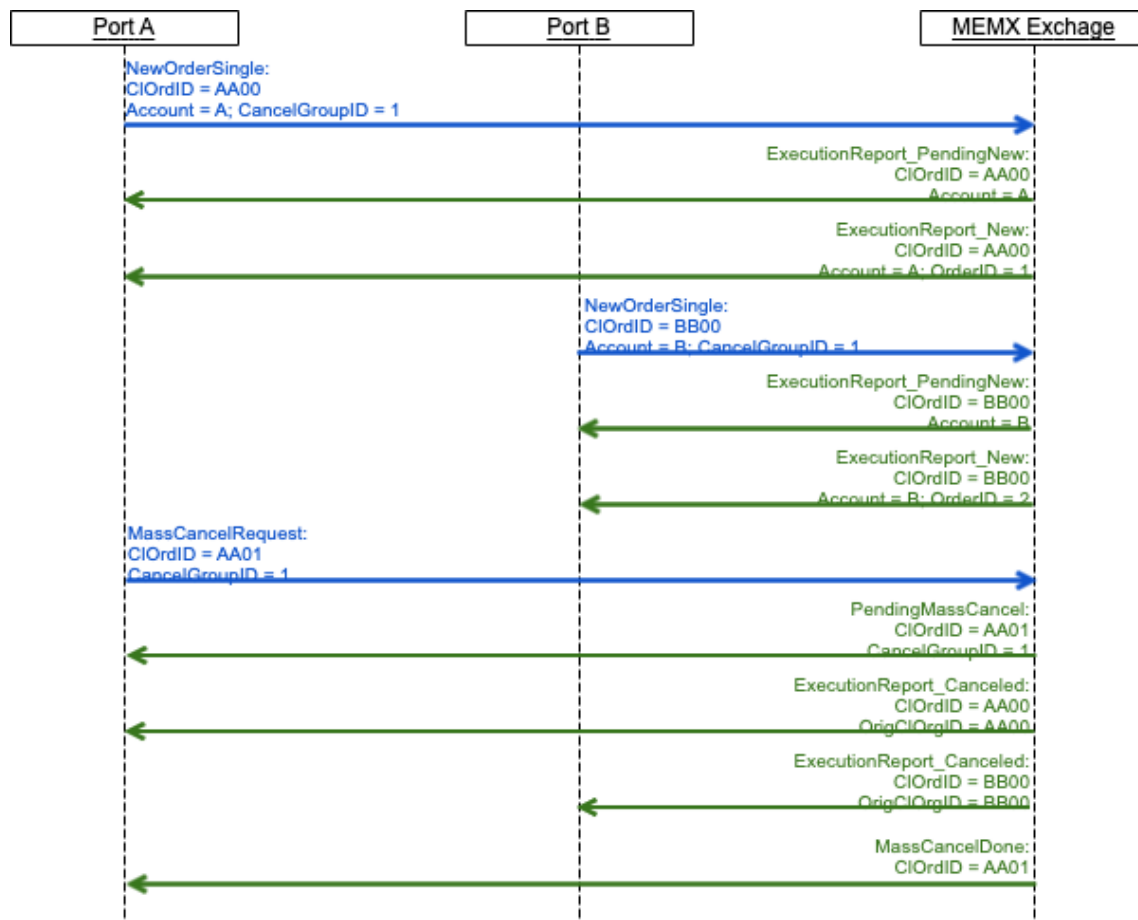 Port A
Port B
MEMX Exchage
NewOrderSingle:
ClOrdID = AA00
Account = A; CancelGroupID = 1
ExecutionReport_PendingNew:
ClOrdID = AA00
Account = A
ExecutionReport_New:
ClOrdID = AA00
Account = A; OrderID = 1
NewOrderSingle:
ClOrdID = BB00
Account = B; CancelGroupID = 1
ExecutionReport_PendingNew:
ClOrdID = BB00
Account = B
ExecutionReport_New:
ClOrdID = BB00
Account = B; OrderID = 2
MassCancelRequest:
ClOrdID = AA01
CancelGroupID = 1
PendingMassCancel:
ClOrdID = AA01
CancelGroupID = 1
ExecutionReport_Canceled:
ClOrdID = AA00
OrigClOrgID = AA00
ExecutionReport_Canceled:
ClOrdID = BB00
OrigClOrgID = BB00
MassCancelDone:
ClOrdID = AA01